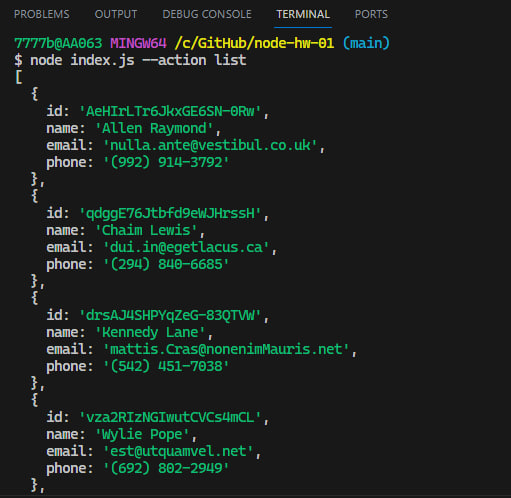 PROBLEMS OUTPUT DEBUG CONSOLE TERMINAL PORTS
7777b@AA063 MINGW64 /c/GitHub/node-hw-01 (main)
$ node index.js --action list
[
  {
    id: 'AeHIrLTr6JkxGE6SN-0Rw',
    name: 'Allen Raymond',
    email: 'nulla.ante@vestibul.co.uk',
    phone: '(992) 914-3792'
  },
  {
    id: 'qdggE76Jtbfd9eWJHrssH',
    name: 'Chaim Lewis',
    email: 'dui.in@egetlacus.ca',
    phone: '(294) 840-6685'
  },
  {
    id: 'drsAJ4SHPYqZeG-83QTVW',
    name: 'Kennedy Lane',
    email: 'mattis.Cras@nonenimMauris.net',
    phone: '(542) 451-7038'
  },
  {
    id: 'vza2RIzNGIwutCVCs4mCL',
    name: 'Wylie Pope',
    email: 'est@utquamvel.net',
    phone: '(692) 802-2949'
  },